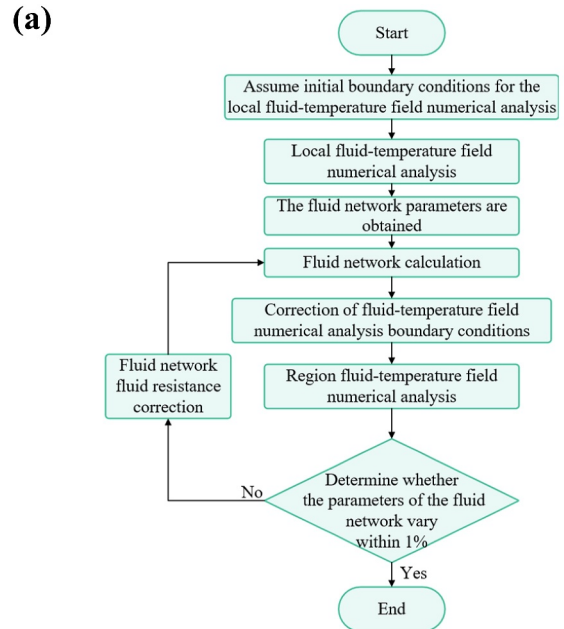 (a)
Start
Assume initial boundary conditions for the
local fluid-temperature field numerical analysis
Local fluid-temperature field
numerical analysis
The fluid network parameters are
obtained
Fluid network calculation
Correction of fluid-temperature field
numerical analysis boundary conditions
Region fluid-temperature field
numerical analysis
Fluid network
fluid resistance
correction
Determine whether
the parameters of the fluid
network vary
within 1%
No
Yes
End